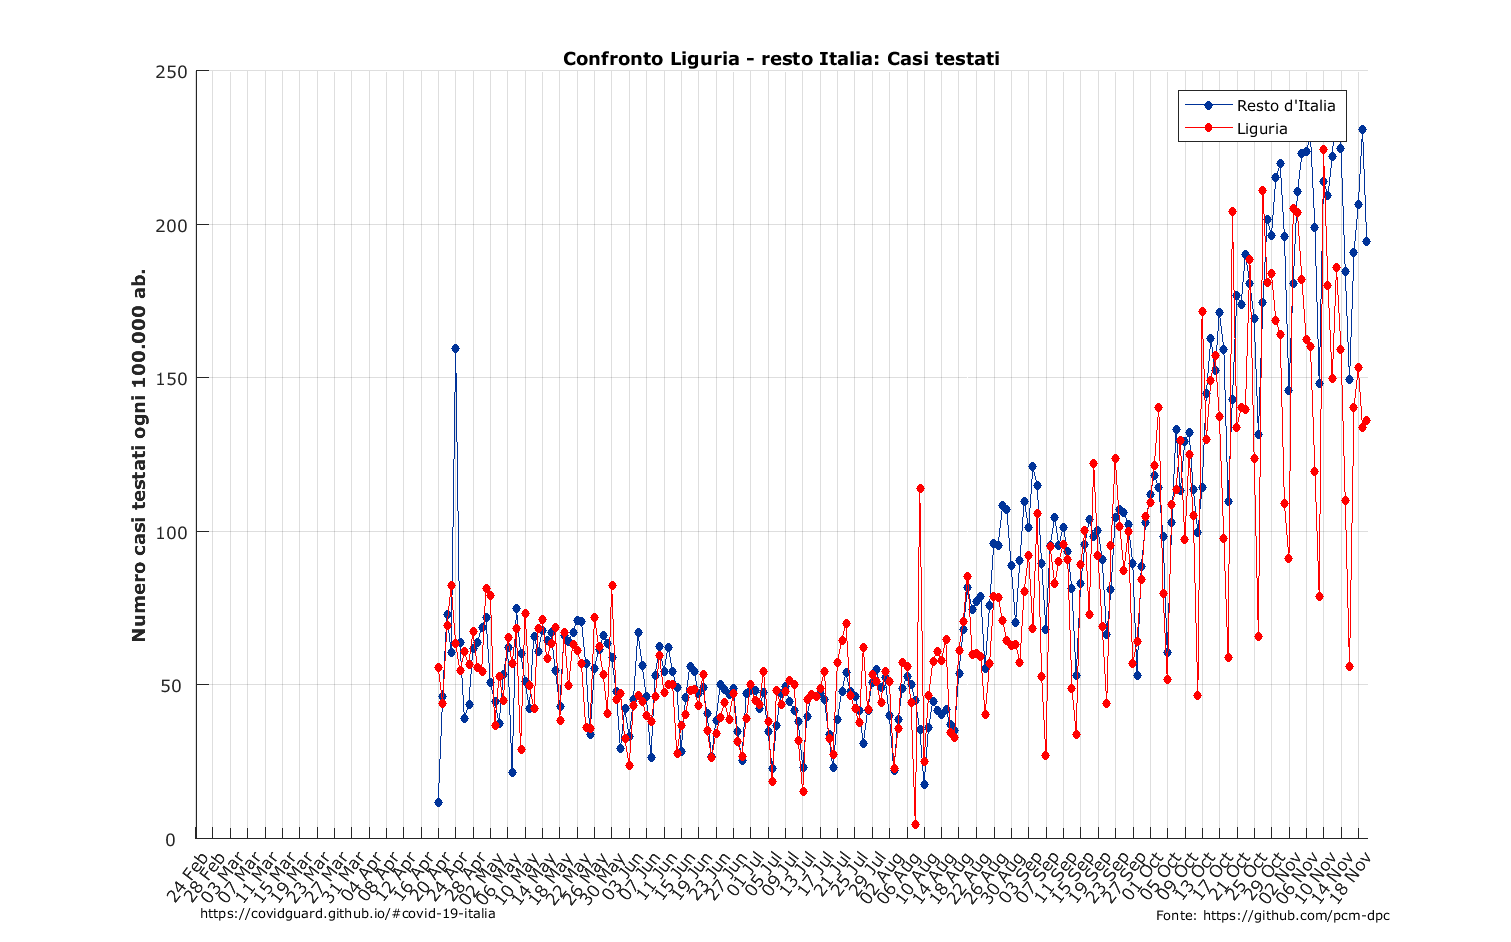 Confronto Liguria - resto Italia: Casi testati
Resto d'Italia
Liguria
Numero casi testati ogni 100.000 ab.
250
200
150
100
50
0
24 Feb
28 Feb
03 Mar
07 Mar
11 Mar
15 Mar
19 Mar
23 Mar
27 Mar
31 Mar
04 Apr
08 Apr
12 Apr
16 Apr
20 Apr
24 Apr
28 Apr
02 May
06 May
10 May
14 May
18 May
22 May
26 May
30 May
03 Jun
07 Jun
11 Jun
15 Jun
19 Jun
23 Jun
27 Jun
01 Jul
05 Jul
09 Jul
13 Jul
17 Jul
21 Jul
25 Jul
29 Jul
02 Aug
06 Aug
10 Aug
14 Aug
18 Aug
22 Aug
26 Aug
30 Aug
03 Sep
07 Sep
11 Sep
15 Sep
19 Sep
23 Sep
27 Sep
01 Oct
05 Oct
09 Oct
13 Oct
17 Oct
21 Oct
25 Oct
29 Oct
02 Nov
06 Nov
10 Nov
14 Nov
18 Nov
https://covidguard.github.io/#covid-19-italia
Fonte: https://github.com/pcm-dpc